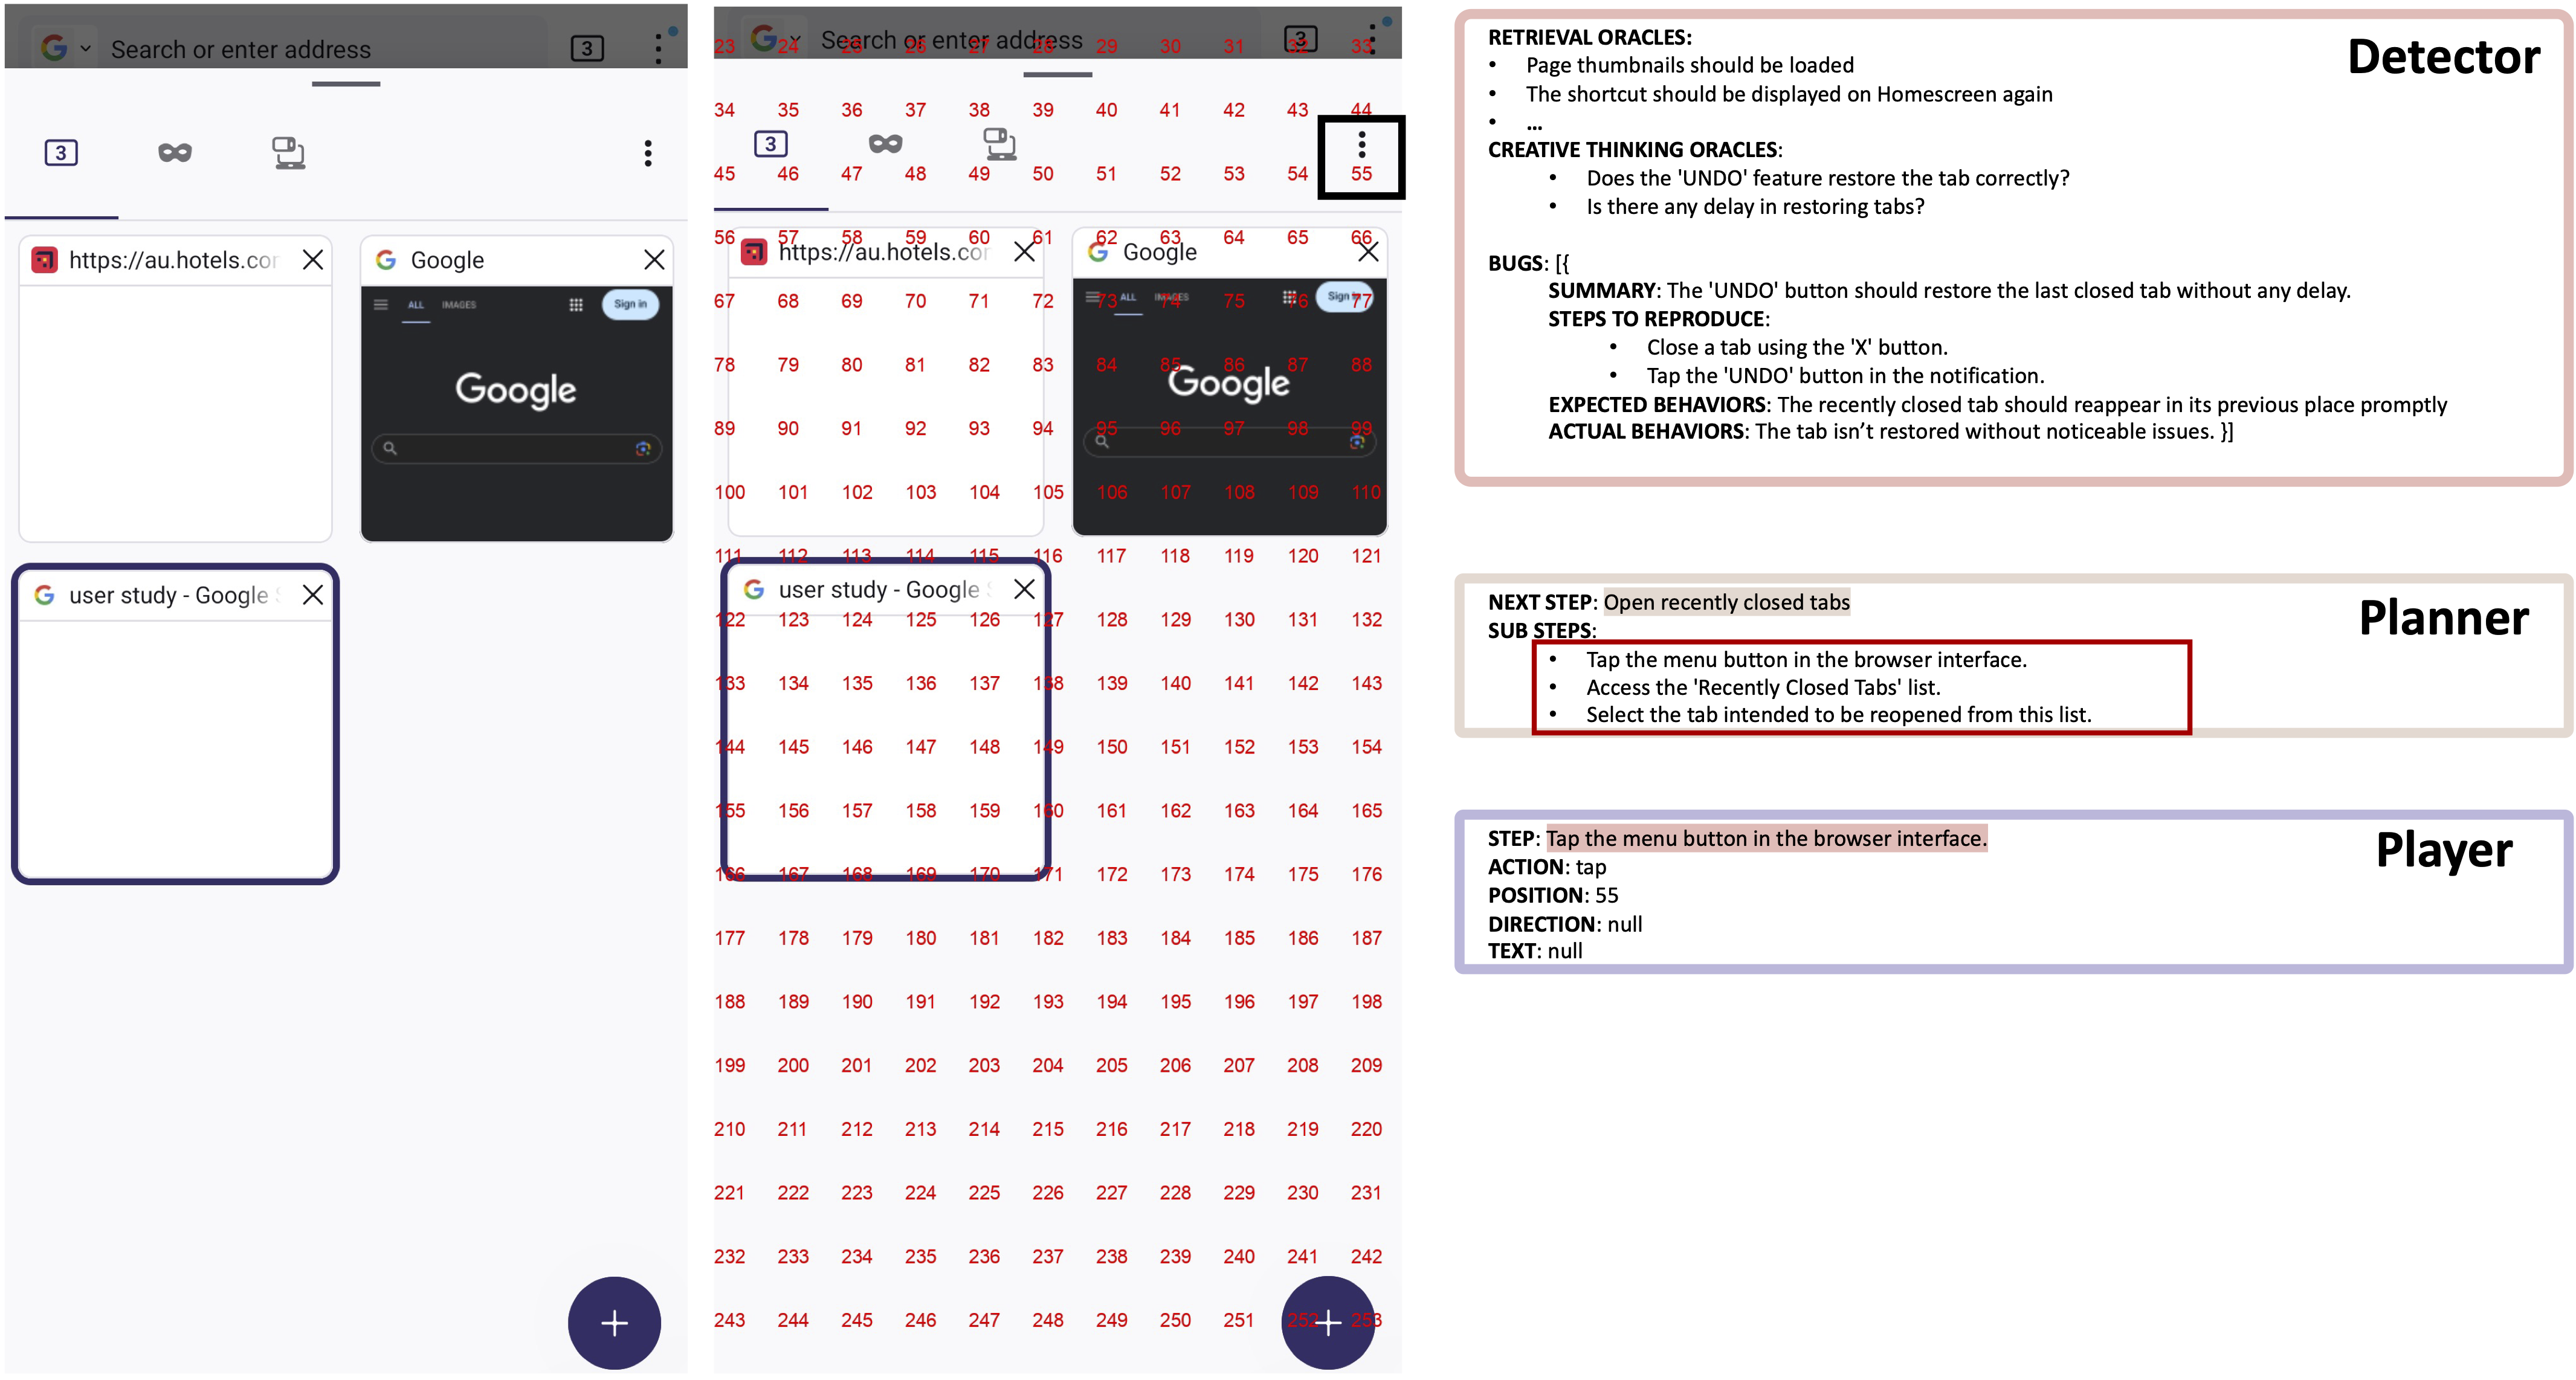 Search or enter address
3
3
https://au.hotels.cor
Google
ALL IMAGES
Sign in
Google
user study - Google
Search or enter address
3
23 24 25 26 27 28 29 30 31 32 33
34 35 36 37 38 39 40 41 42 43 44
3
45 46 47 48 49 50 51 52 53 54 55
56 57 58 59 60 61 62 63 64 65 66
https://au.hotels.cor
Google
67 68 69 70 71 72 73 74 75 76 77
ALL IMAGES
Sign in
78 79 80 81 82 83 84 85 86 87 88
Google
89 90 91 92 93 94 95 96 97 98 99
100 101 102 103 104 105 106 107 108 109 110
111 112 113 114 115 116 117 118 119 120 121
user study - Google
122 123 124 125 126 127 128 129 130 131 132
133 134 135 136 137 138 139 140 141 142 143
144 145 146 147 148 149 150 151 152 153 154
155 156 157 158 159 160 161 162 163 164 165
166 167 168 169 170 171 172 173 174 175 176
177 178 179 180 181 182 183 184 185 186 187
188 189 190 191 192 193 194 195 196 197 198
199 200 201 202 203 204 205 206 207 208 209
210 211 212 213 214 215 216 217 218 219 220
221 222 223 224 225 226 227 228 229 230 231
232 233 234 235 236 237 238 239 240 241 242
243 244 245 246 247 248 249 250 251 252 253
Detector
RETRIEVAL ORACLES:
• Page thumbnails should be loaded
• The shortcut should be displayed on Homescreen again
• ...
CREATIVE THINKING ORACLES:
• Does the 'UNDO' feature restore the tab correctly?
• Is there any delay in restoring tabs?
BUGS: [{
SUMMARY: The 'UNDO' button should restore the last closed tab without any delay.
STEPS TO REPRODUCE:
• Close a tab using the 'X' button.
• Tap the 'UNDO' button in the notification.
EXPECTED BEHAVIORS: The recently closed tab should reappear in its previous place promptly
ACTUAL BEHAVIORS: The tab isn’t restored without noticeable issues. }]
Planner
NEXT STEP: Open recently closed tabs
SUB STEPS:
• Tap the menu button in the browser interface.
• Access the 'Recently Closed Tabs' list.
• Select the tab intended to be reopened from this list.
Player
STEP: Tap the menu button in the browser interface.
ACTION: tap
POSITION: 55
DIRECTION: null
TEXT: null